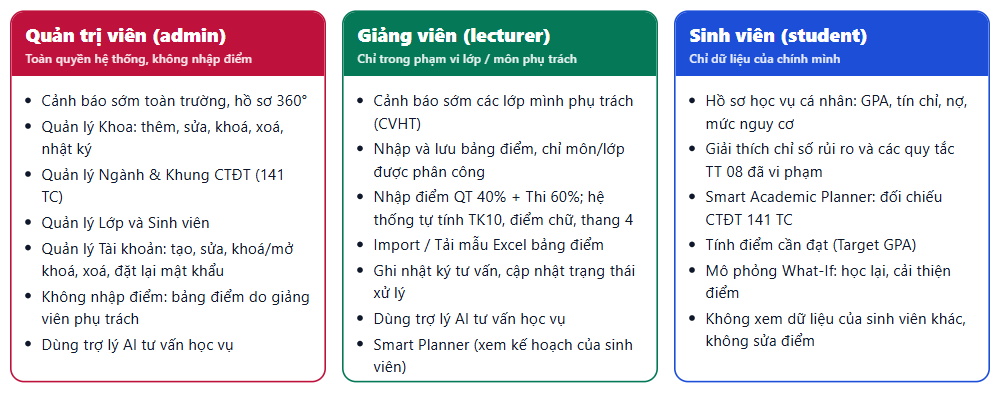 Quản trị viên (admin)
Toàn quyền hệ thống, không nhập điểm
• Cảnh báo sớm toàn trường, hồ sơ 360°
• Quản lý Khoa: thêm, sửa, khoá, xoá,
nhật ký
• Quản lý Ngành & Khung CTĐT (141
TC)
• Quản lý Lớp và Sinh viên
• Quản lý Tài khoản: tạo, sửa, khoá/mở
khoá, xoá, đặt lại mật khẩu
• Không nhập điểm: bảng điểm do giảng
viên phụ trách
• Dùng trợ lý AI tư vấn học vụ
Giảng viên (lecturer)
Chỉ trong phạm vi lớp / môn phụ trách
• Cảnh báo sớm các lớp mình phụ trách
(CVHT)
• Nhập và lưu bảng điểm, chỉ môn/lớp
được phân công
• Nhập điểm QT 40% + Thi 60%; hệ
thống tự tính TK10, điểm chữ, thang 4
• Import / Tải mẫu Excel bảng điểm
• Ghi nhật ký tư vấn, cập nhật trạng thái
xử lý
• Dùng trợ lý AI tư vấn học vụ
• Smart Planner (xem kế hoạch của sinh
viên)
Sinh viên (student)
Chỉ dữ liệu của chính mình
• Hồ sơ học vụ cá nhân: GPA, tín chỉ, nợ,
mức nguy cơ
• Giải thích chỉ số rủi ro và các quy tắc
TT 08 đã vi phạm
• Smart Academic Planner: đối chiếu
CTĐT 141 TC
• Tính điểm cần đạt (Target GPA)
• Mô phỏng What-If: học lại, cải thiện
điểm
• Không xem dữ liệu của sinh viên khác,
không sửa điểm